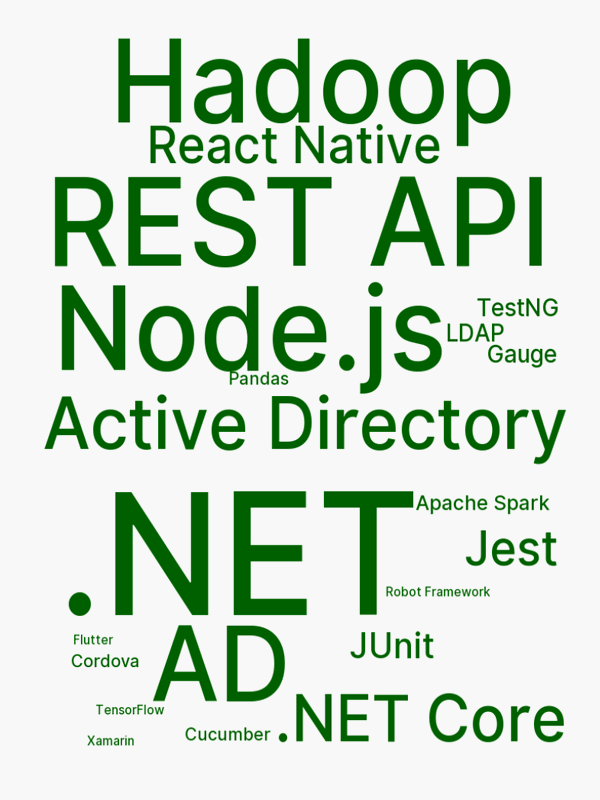 Hadoop
React Native
REST API
Node.js
TestNG
LDAP
Gauge
Pandas
Active Directory
.NET
Apache Spark
Jest
Robot Framework
AD
Flutter
JUnit
Cordova
.NET Core
TensorFlow
Cucumber
Xamarin